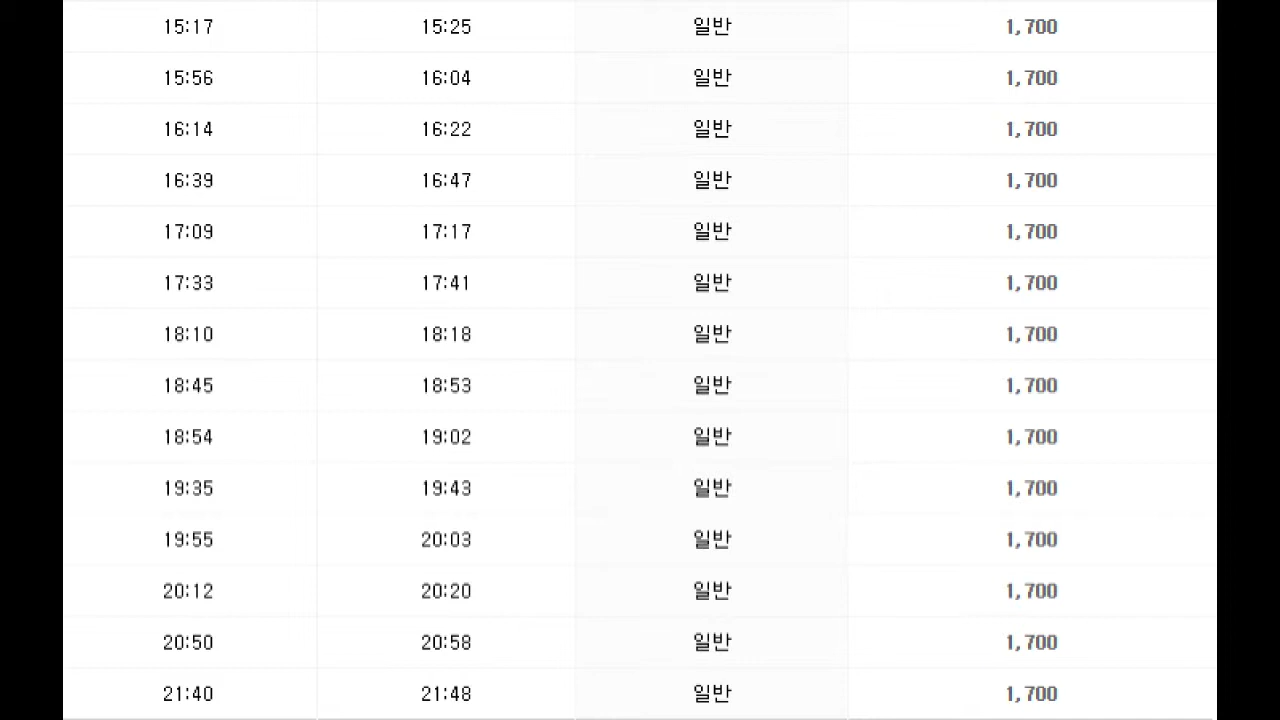 15:17 15:25 일반 1,700
15:56 16:04 일반 1,700
16:14 16:22 일반 1,700
16:39 16:47 일반 1,700
17:09 17:17 일반 1,700
17:33 17:41 일반 1,700
18:10 18:18 일반 1,700
18:45 18:53 일반 1,700
18:54 19:02 일반 1,700
19:35 19:43 일반 1,700
19:55 20:03 일반 1,700
20:12 20:20 일반 1,700
20:50 20:58 일반 1,700
21:40 21:48 일반 1,700